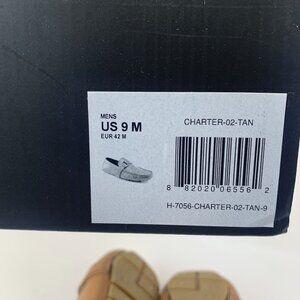 MENS
US 9 M
EUR 42 M
CHARTER-02-TAN
8 82020 06556 2
H-7056-CHARTER-02-TAN-9